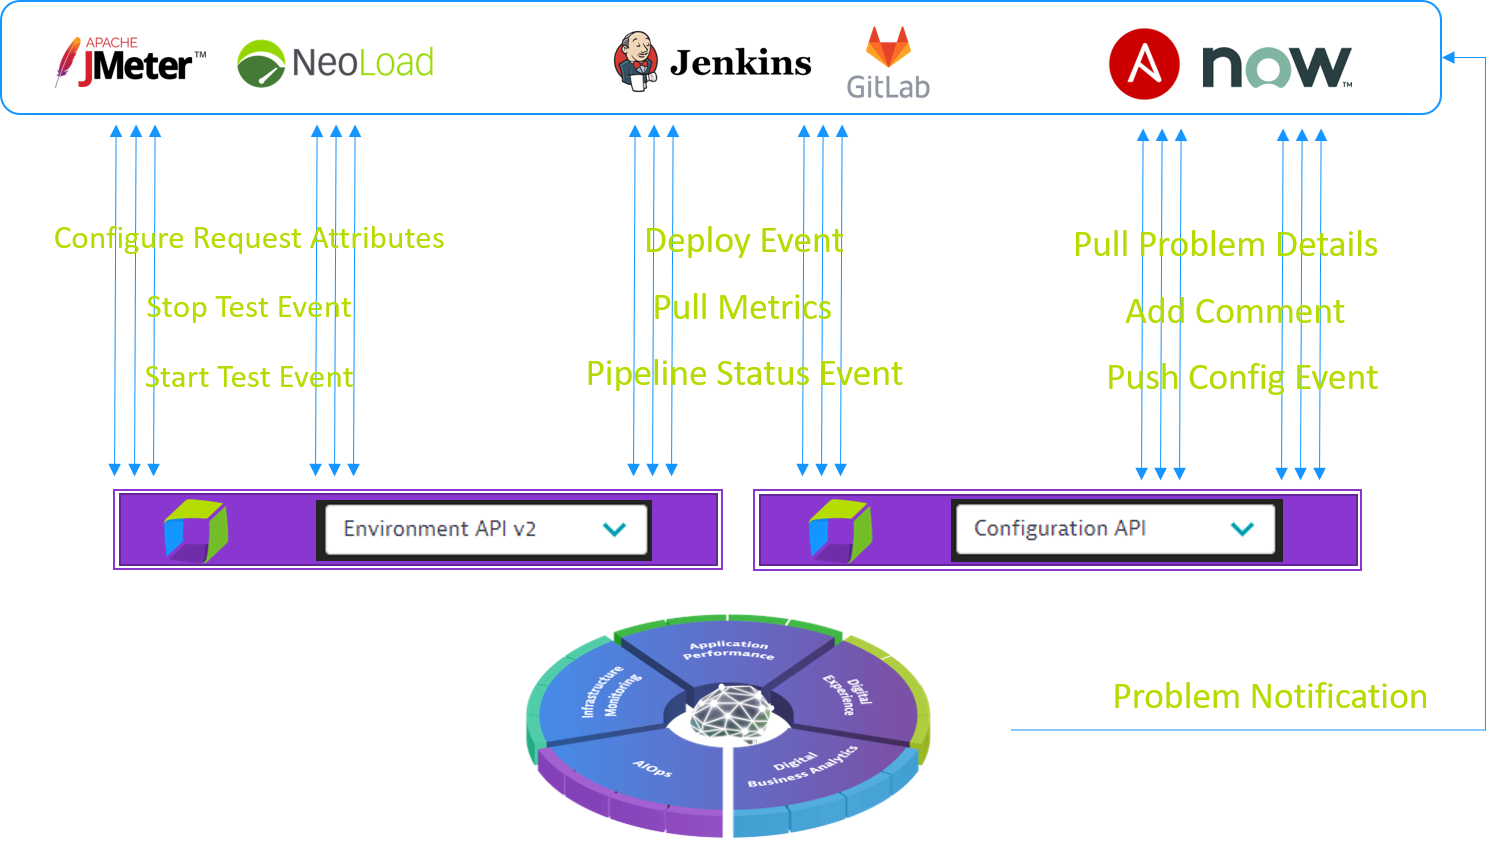 APACHE
JMeter™
NeoLoad
Jenkins
GitLab
now™
Configure Request Attributes
Stop Test Event
Start Test Event
Deploy Event
Pull Metrics
Pipeline Status Event
Pull Problem Details
Add Comment
Push Config Event
Environment API v2
Configuration API
Application
Performance
Infrastructure
Monitoring
Digital
Experience
AIOps
Digital
Business Analytics
Problem Notification